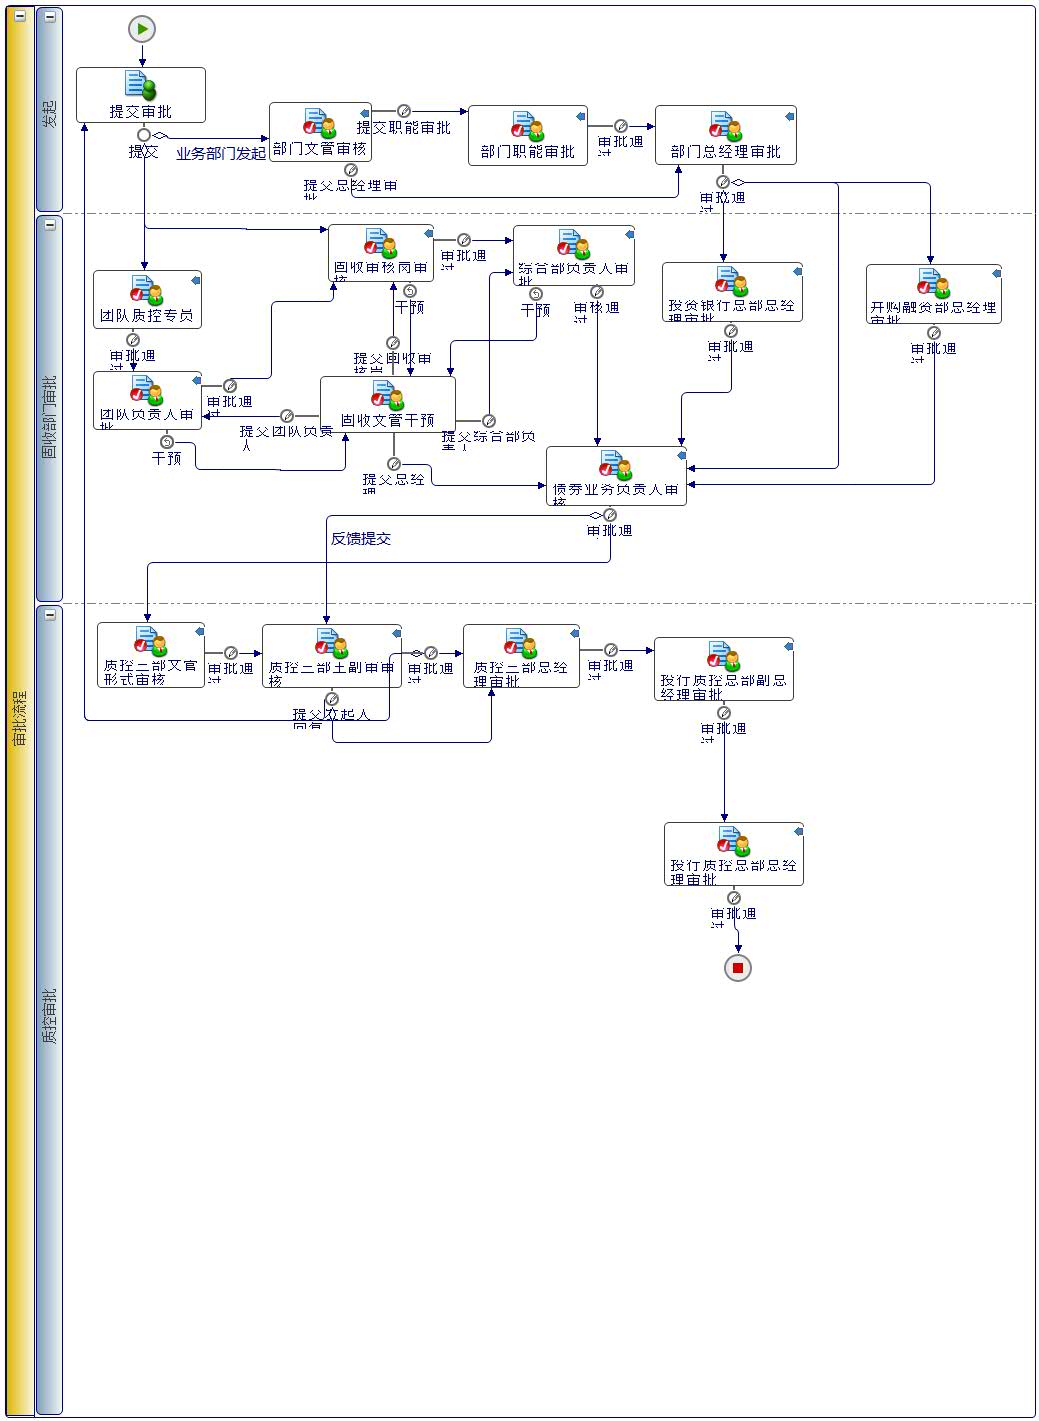 审批流程
发起
提交审批
提交
业务部门发起
部门文管审核
提交职能审批
提交总经理审
批
部门职能审批
审批通
过
部门总经理审批
审批通
过
固收部门审批
团队质控专员
审批通
过
团队负责人审
批
审批通
过
干预
固收审核岗审
核
审批通
过
干预
综合部负责人审
批
干预
审核通
过
提交固收审
核岗
固收文管干预
提交团队负责
人
提交综合部负
责人
提交总经
理
投资银行总部总经
理审批
审批通
过
并购融资部总经理
审批
审批通
过
债券业务负责人审
核
审批通
过
反馈提交
质控审批
质控二部文管
形式审核
审批通
过
质控二部主副审审
核
审批通
过
提交发起人
回复
质控二部总经
理审批
审批通
过
投行质控总部副总
经理审批
审批通
过
投行质控总部总经
理审批
审批通
过